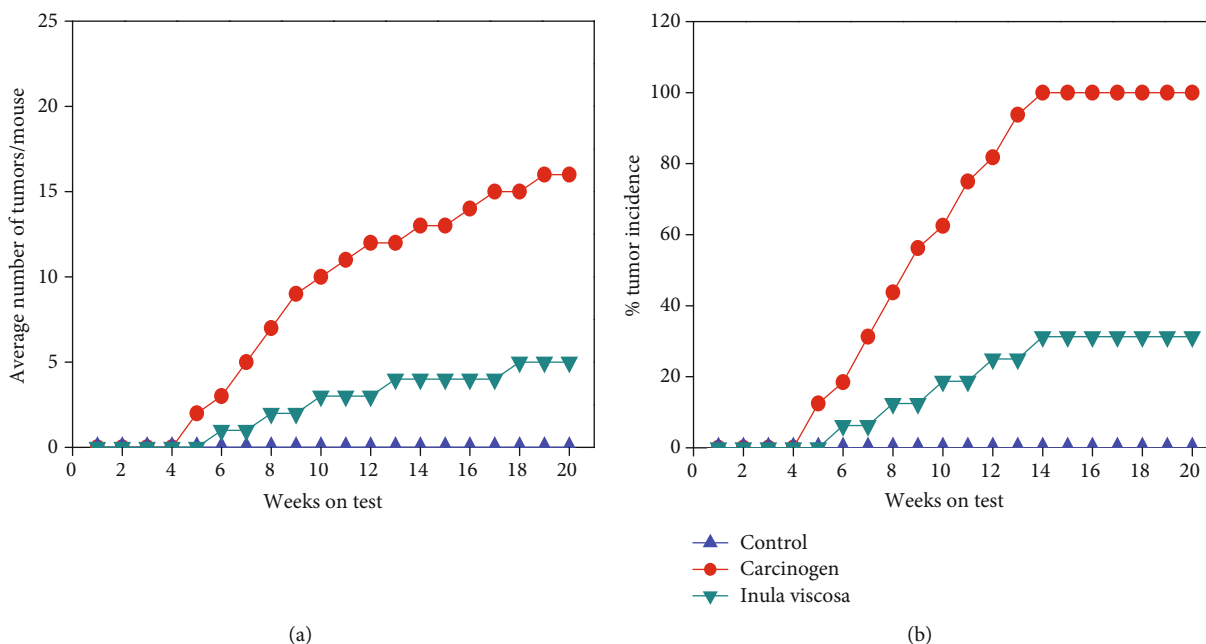 25
20
15
10
5
0
Average number of tumors/mouse
0 2 4 6 8 10 12 14 16 18 20
Weeks on test
(a)
120
100
80
60
40
20
0
% tumor incidence
0 2 4 6 8 10 12 14 16 18 20
Weeks on test
Control
Carcinogen
Inula viscosa
(b)